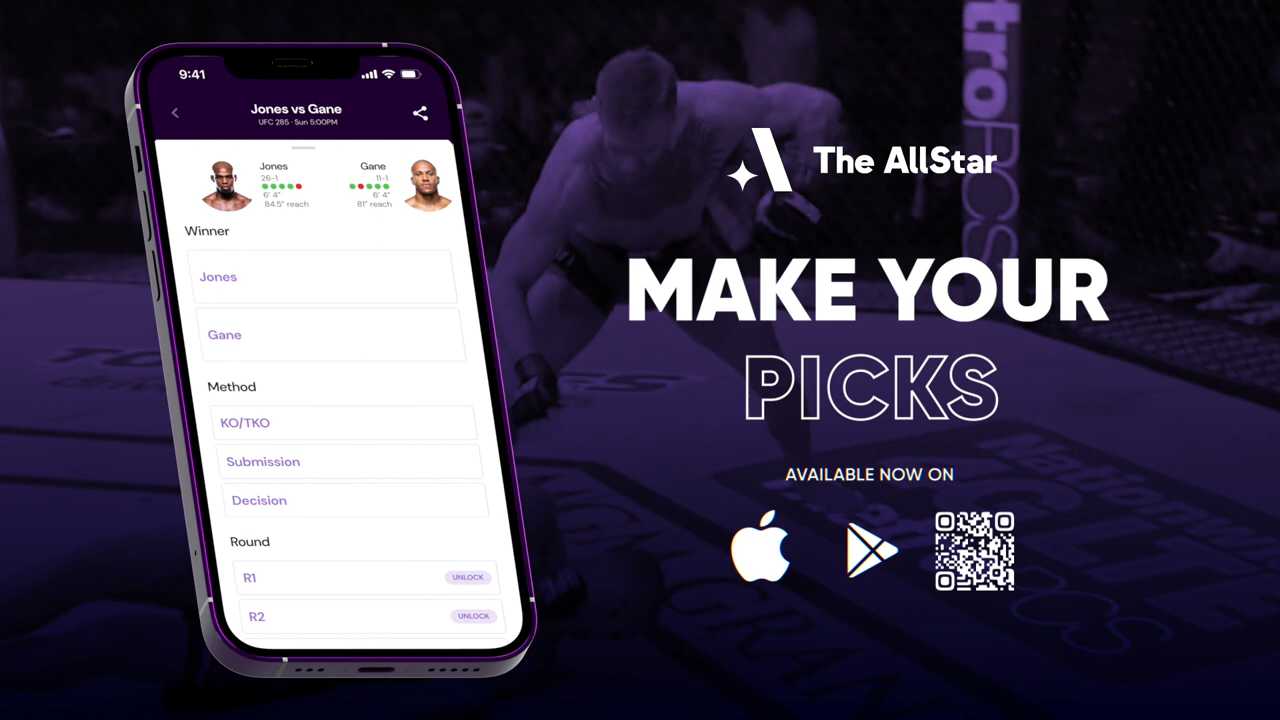 9:41
Jones vs Gane
UFC 285 · Sun 5:00PM
Jones
26-1
6' 4"
84.5" reach
Gane
11-1
6' 4"
81" reach
Winner
Jones
Gane
Method
KO/TKO
Submission
Decision
Round
R1
UNLOCK
R2
UNLOCK
The AllStar
MAKE YOUR
PICKS
AVAILABLE NOW ON
troPCS